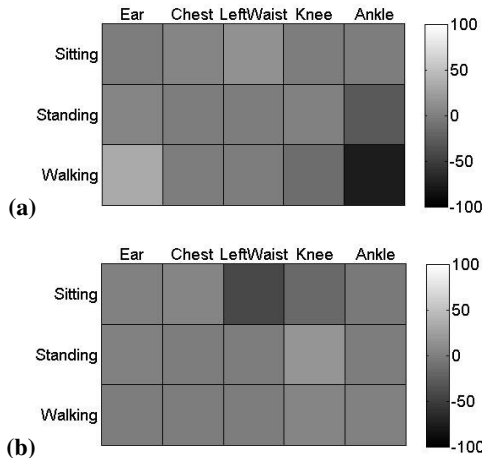 Ear Chest LeftWaist Knee Ankle
Sitting
Standing
Walking
100
50
0
-50
-100
(a)
Ear Chest LeftWaist Knee Ankle
Sitting
Standing
Walking
100
50
0
-50
-100
(b)